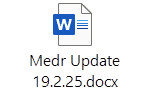 W
Medr Update
19.2.25.docx